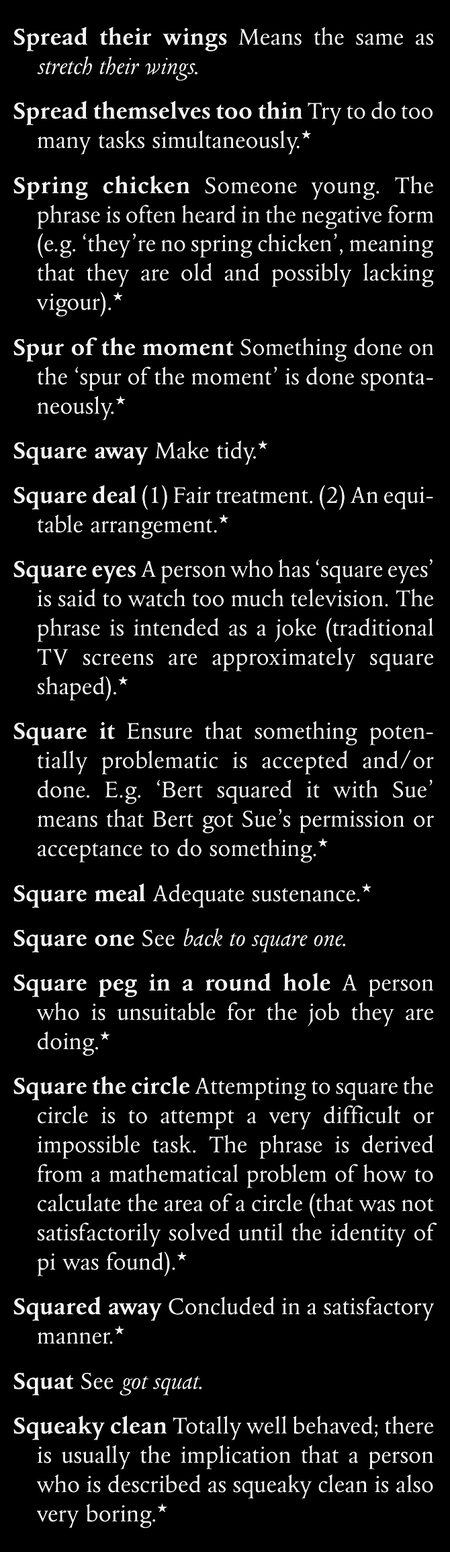 Spread their wings Means the same as
stretch their wings.
Spread themselves too thin Try to do too
many tasks simultaneously.★
Spring chicken Someone young. The
phrase is often heard in the negative form
(e.g. ‘they’re no spring chicken’, meaning
that they are old and possibly lacking
vigour).★
Spur of the moment Something done on
the ‘spur of the moment’ is done sponta-
neously.★
Square away Make tidy.★
Square deal (1) Fair treatment. (2) An equi-
table arrangement.★
Square eyes A person who has ‘square eyes’
is said to watch too much television. The
phrase is intended as a joke (traditional
TV screens are approximately square
shaped).★
Square it Ensure that something poten-
tially problematic is accepted and/or
done. E.g. ‘Bert squared it with Sue’
means that Bert got Sue’s permission or
acceptance to do something.★
Square meal Adequate sustenance.★
Square one See back to square one.
Square peg in a round hole A person
who is unsuitable for the job they are
doing.★
Square the circle Attempting to square the
circle is to attempt a very difficult or
impossible task. The phrase is derived
from a mathematical problem of how to
calculate the area of a circle (that was not
satisfactorily solved until the identity of
pi was found).★
Squared away Concluded in a satisfactory
manner.★
Squat See got squat.
Squeaky clean Totally well behaved; there
is usually the implication that a person
who is described as squeaky clean is also
very boring.★